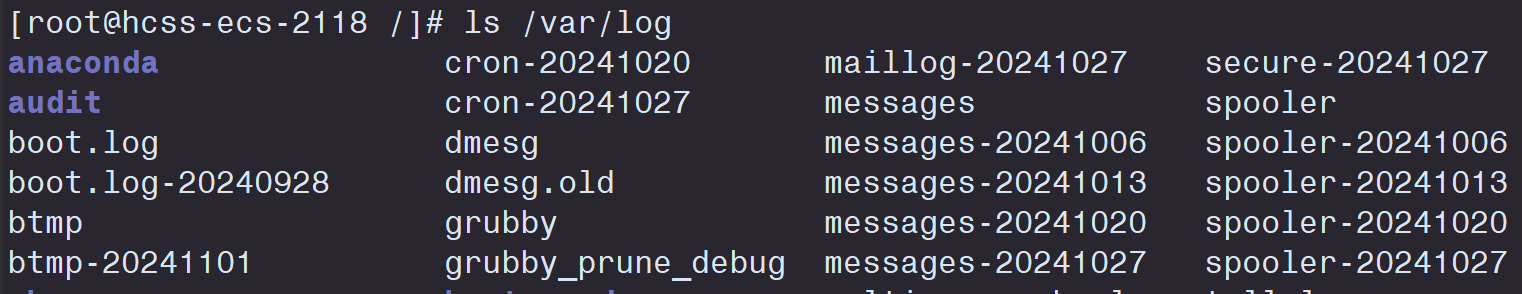 [root@hcss-ecs-2118 /]# ls /var/log
anaconda cron-20241020 maillog-20241027 secure-20241027
audit cron-20241027 messages spooler
boot.log dmesg messages-20241006 spooler-20241006
boot.log-20240928 dmesg.old messages-20241013 spooler-20241013
btmp grubby messages-20241020 spooler-20241020
btmp-20241101 grubby_prune_debug messages-20241027 spooler-20241027